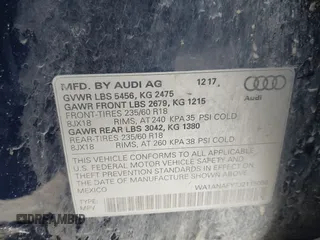 MFD. BY AUDI AG 12 17
GVWR LBS 5456, KG 2475
GAWR FRONT LBS 2679, KG 1215
FRONT-TIRES 235/60 R18
8JX18 RIMS, AT 240 KPA 35 PSI COLD
GAWR REAR LBS 3042, KG 1380
REAR-TIRES 235/60 R18
8JX18 RIMS, AT 260 KPA 38 PSI COLD
Audi
THIS VEHICLE CONFORMS TO ALL APPLICABLE
U.S. FEDERAL MOTOR VEHICLE SAFETY AND
THEFT PREVENTION STANDARDS IN EFFECT
ON THE DATE OF MANUFACTURE SHOWN ABOVE
MEXICO
TYPE:
MPV